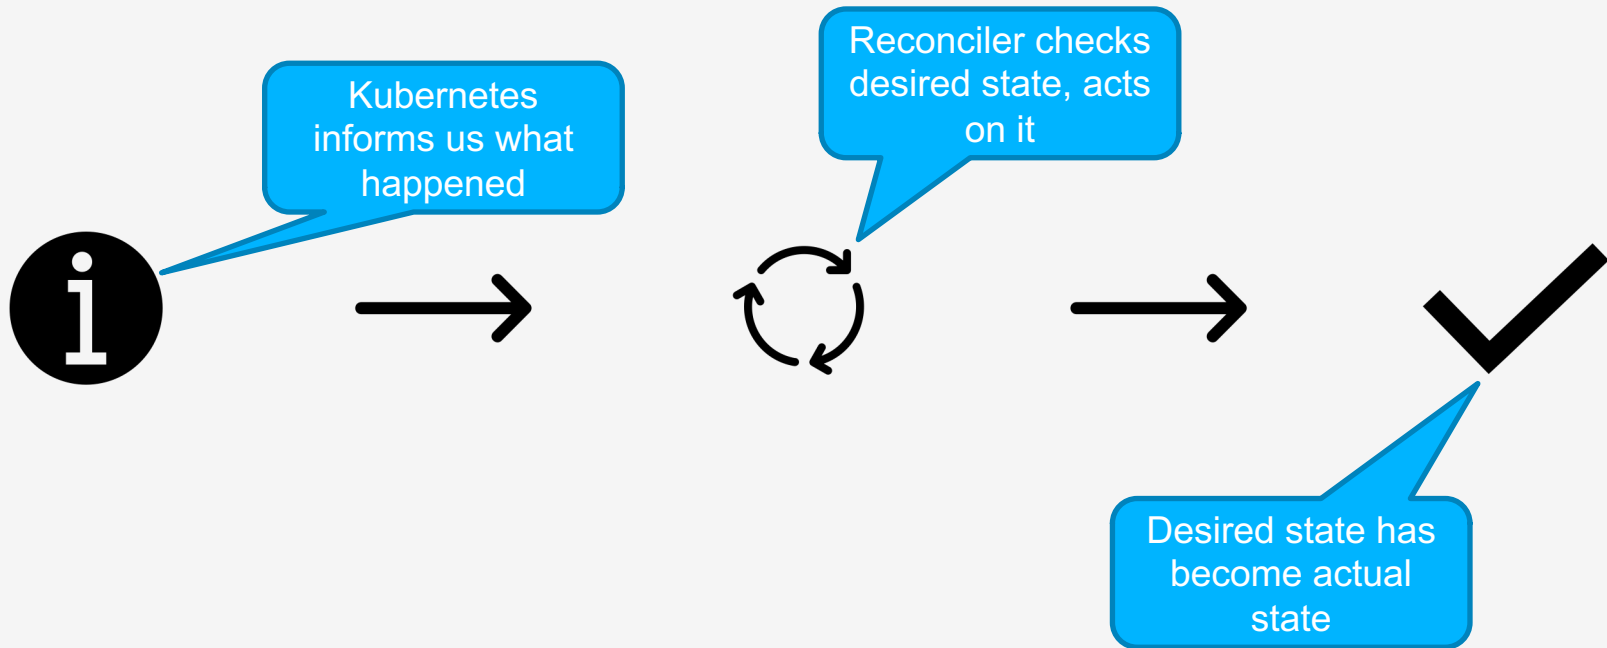 Kubernetes
informs us what
happened
Reconciler checks
desired state, acts
on it
Desired state has
become actual
state